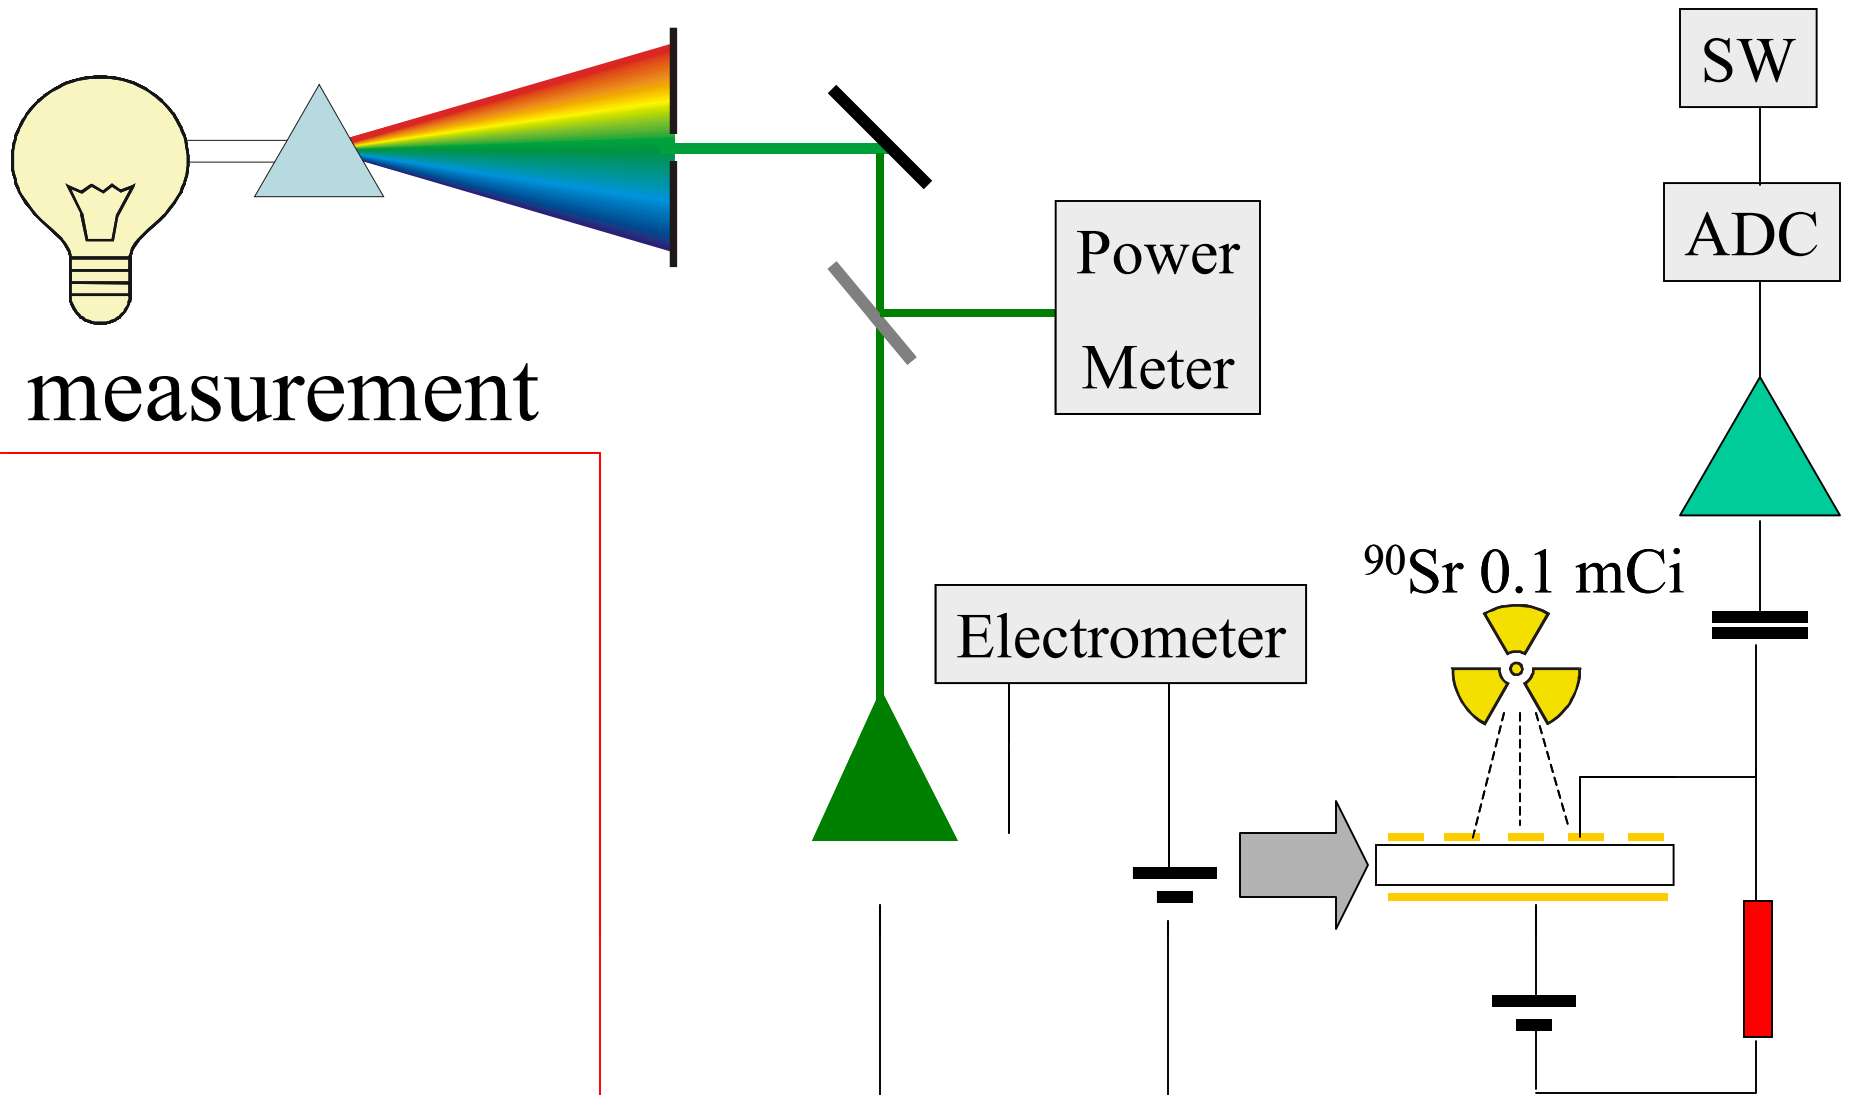 SW
ADC
Power
Meter
measurement
⁹⁰Sr 0.1 mCi
Electrometer